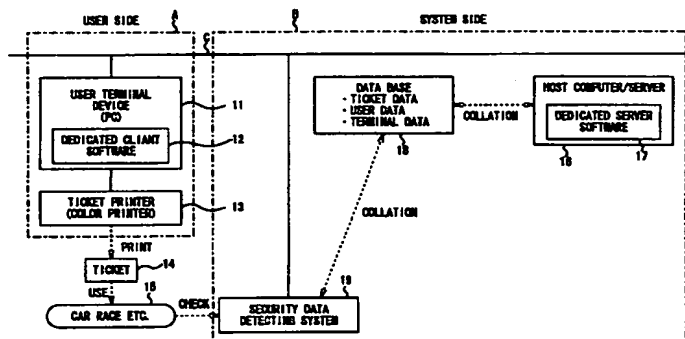 USER SIDE
A
B
SYSTEM SIDE
C
USER TERMINAL
DEVICE
(PC)
11
DEDICATED CLIENT
SOFTWARE
12
DATA BASE
• TICKET DATA
• USER DATA
• TERMINAL DATA
18
COLLATION
HOST COMPUTER/SERVER
DEDICATED SERVER
SOFTWARE
16
17
TICKET PRINTER
(COLOR PRINTER)
13
COLLATION
PRINT
TICKET
14
USE
15
CAR RACE ETC.
CHECK
SECURITY DATA
DETECTING SYSTEM
19